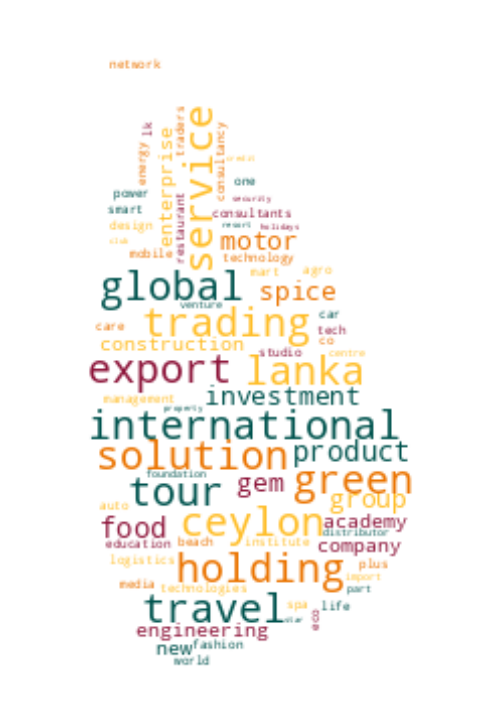 network
lk
traders
service
energy
enterprise
consultancy
credit
power
one
restaurant
security
smart
consultants
design
resort
holidays
club
motor
mobile
technology
global
mart
agro
spice
venture
trading
car
care
tech
construction
co
studio
centre
export
lanka
management
investment
property
international
solution
product
foundation
tour
gem
green
group
auto
ceylon
food
academy
distributor
education
beach
institute
company
logistics
holding
plus
import
media
technologies
part
travel
spa
life
star
eco
engineering
new
fashion
world